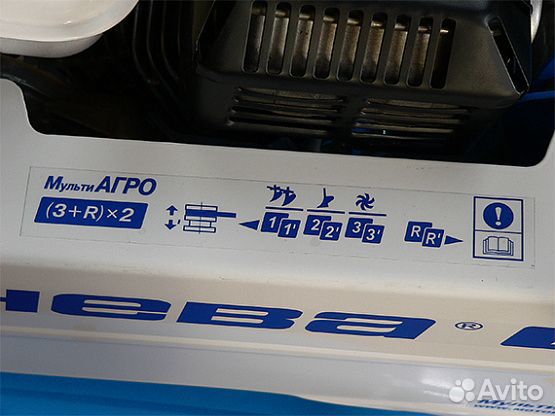 МультиАГРО
(3+R)×2
1 1' 2 2' 3 3' R R'
нева ®
Avito